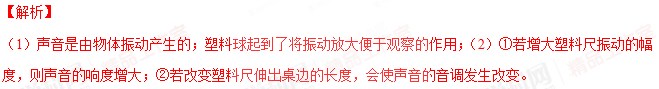 【解析】
（1）声音是由物体振动产生的；塑料球起到了将振动放大便于观察的作用；（2）①若增大塑料尺振动的幅
度，则声音的响度增大；②若改变塑料尺伸出桌边的长度，会使声音的音调发生改变。